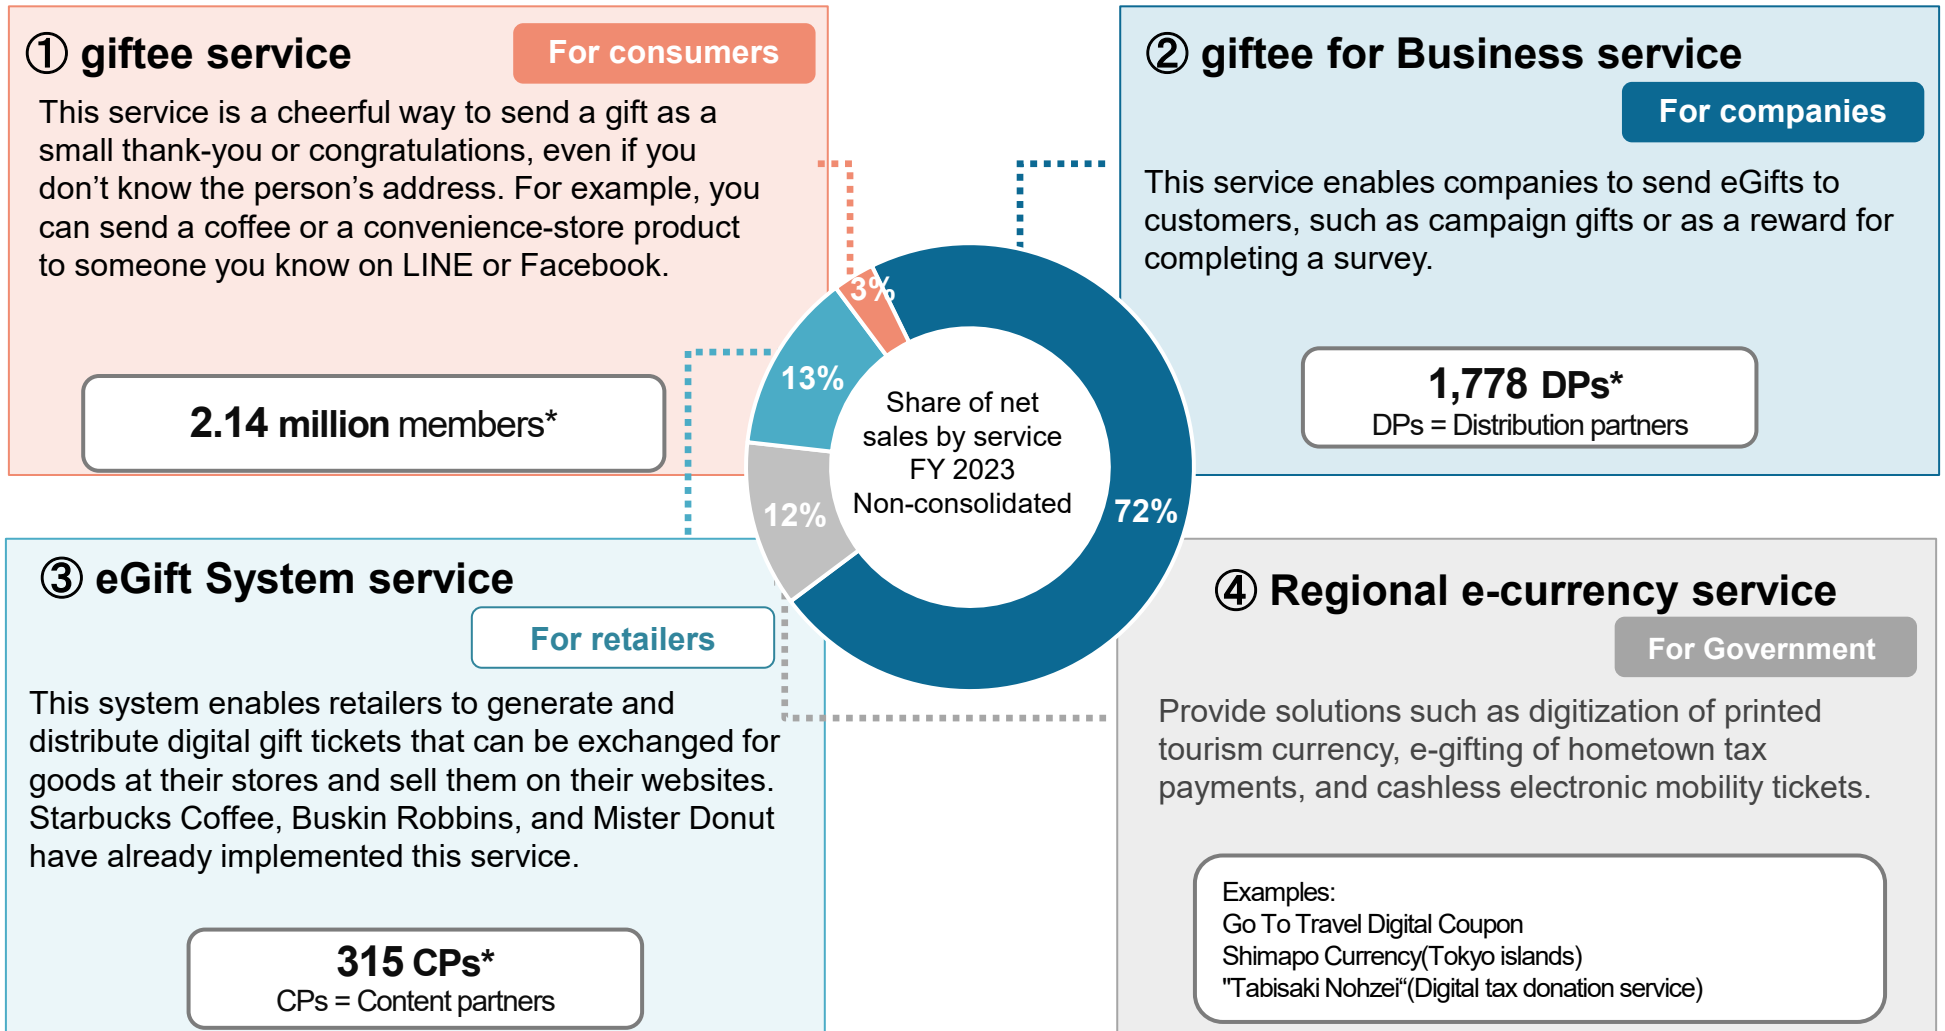 ① giftee service
For consumers
This service is a cheerful way to send a gift as a
small thank-you or congratulations, even if you
don’t know the person’s address. For example, you
can send a coffee or a convenience-store product
to someone you know on LINE or Facebook.
2.14 million members*
② giftee for Business service
For companies
This service enables companies to send eGifts to
customers, such as campaign gifts or as a reward for
completing a survey.
1,778 DPs*
DPs = Distribution partners
3%
13%
12%
72%
Share of net
sales by service
FY 2023
Non-consolidated
③ eGift System service
For retailers
This system enables retailers to generate and
distribute digital gift tickets that can be exchanged for
goods at their stores and sell them on their websites.
Starbucks Coffee, Buskin Robbins, and Mister Donut
have already implemented this service.
315 CPs*
CPs = Content partners
④ Regional e-currency service
For Government
Provide solutions such as digitization of printed
tourism currency, e-gifting of hometown tax
payments, and cashless electronic mobility tickets.
Examples:
Go To Travel Digital Coupon
Shimapo Currency(Tokyo islands)
"Tabisaki Nohzei“(Digital tax donation service)